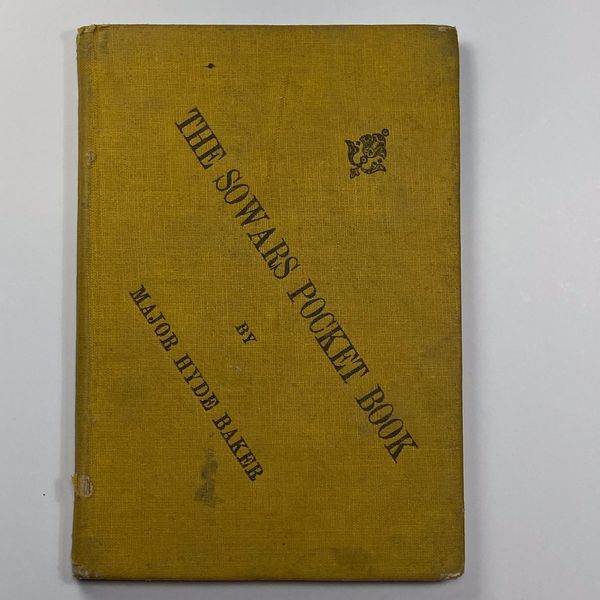 THE SOWARS POCKET BOOK
BY
MAJOR HYDE BAKER